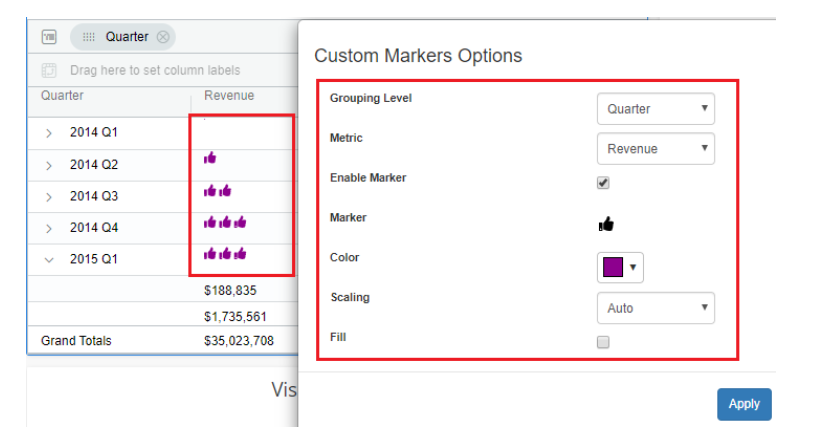 Quarter
Drag here to set column labels
Quarter Revenue
> 2014 Q1
> 2014 Q2
> 2014 Q3
> 2014 Q4
2015 Q1
$188,835
$1,735,561
Grand Totals $35,023,708
Vis
Custom Markers Options
Grouping Level Quarter
Metric Revenue
Enable Marker
Marker
Color
Scaling Auto
Fill
Apply